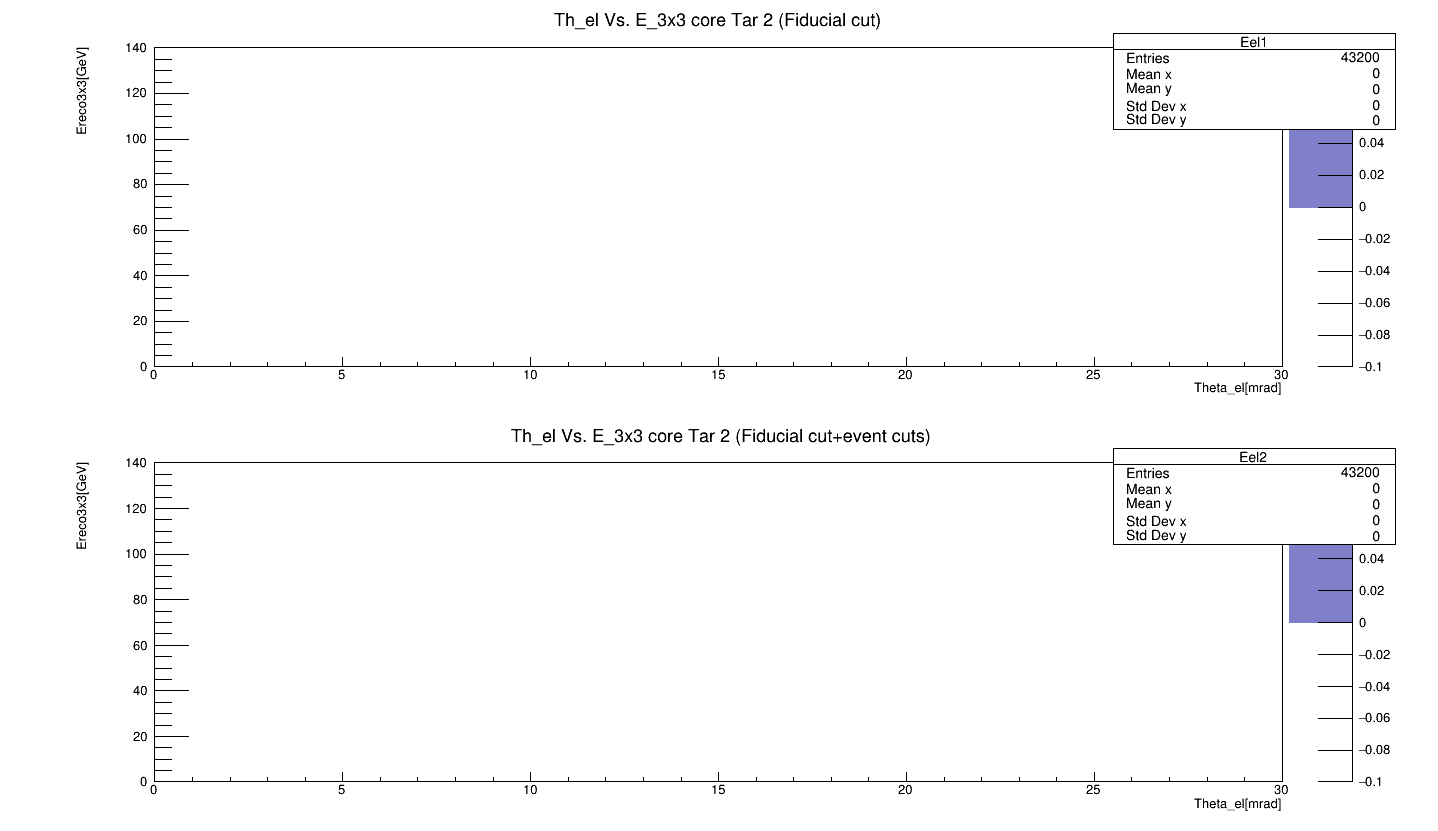 Th_el Vs. E_3x3 core Tar 2 (Fiducial cut)
Ereco3x3[GeV]
140
120
100
80
60
40
20
0
0 5 10 15 20 25 30
Theta_el[mrad]
Eel1
Entries 43200
Mean x 0
Mean y 0
Std Dev x 0
Std Dev y 0
0.04
0.02
0
−0.02
−0.04
−0.06
−0.08
−0.1
Th_el Vs. E_3x3 core Tar 2 (Fiducial cut+event cuts)
Ereco3x3[GeV]
140
120
100
80
60
40
20
0
0 5 10 15 20 25 30
Theta_el[mrad]
Eel2
Entries 43200
Mean x 0
Mean y 0
Std Dev x 0
Std Dev y 0
0.04
0.02
0
−0.02
−0.04
−0.06
−0.08
−0.1